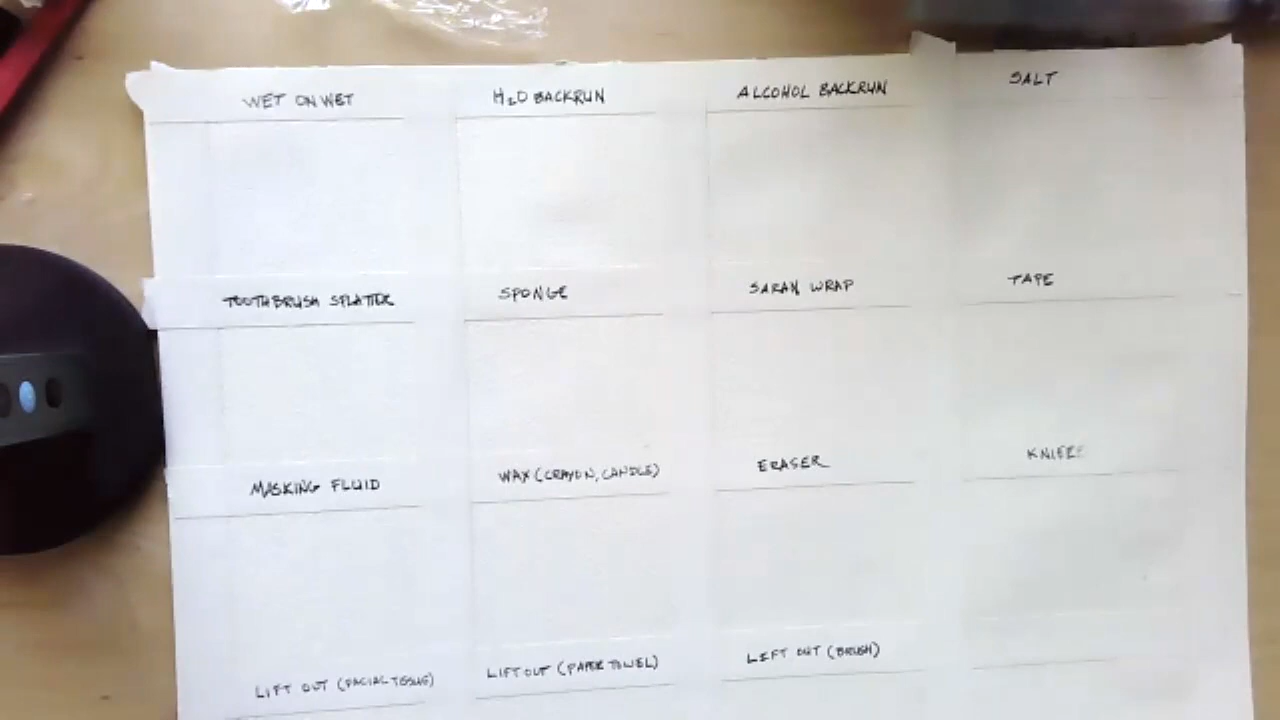 WET ON WET
H2O BACKRUN
ALCOHOL BACKRUN
SALT
TOOTHBRUSH SPLATTER
SPONGE
SARAN WRAP
TAPE
MASKING FLUID
WAX (CRAYON, CANDLE)
ERASER
KNIFE
LIFT OUT (FACIAL TISSUE)
LIFT OUT (PAPER TOWEL)
LIFT OUT (BRUSH)